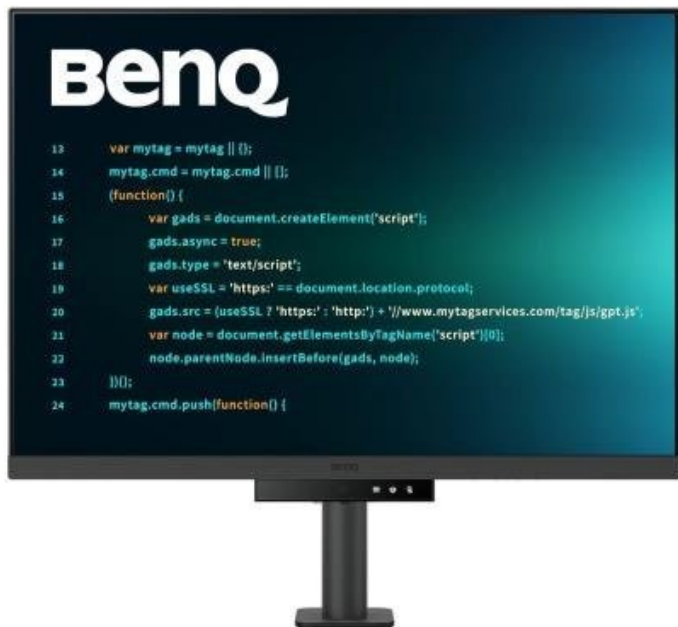 BenQ
13 var mytag = mytag || {};
14 mytag.cmd = mytag.cmd || [];
15 (function() {
16 var gads = document.createElement('script');
17 gads.async = true;
18 gads.type = 'text/script';
19 var useSSL = 'https:' == document.location.protocol;
20 gads.src = (useSSL ? 'https:' : 'http:') + '//www.mytagservices.com/tag/js/gpt.js';
21 var node = document.getElementsByTagName('script')[0];
22 node.parentNode.insertBefore(gads, node);
23 })();
24 mytag.cmd.push(function() {
BenQ